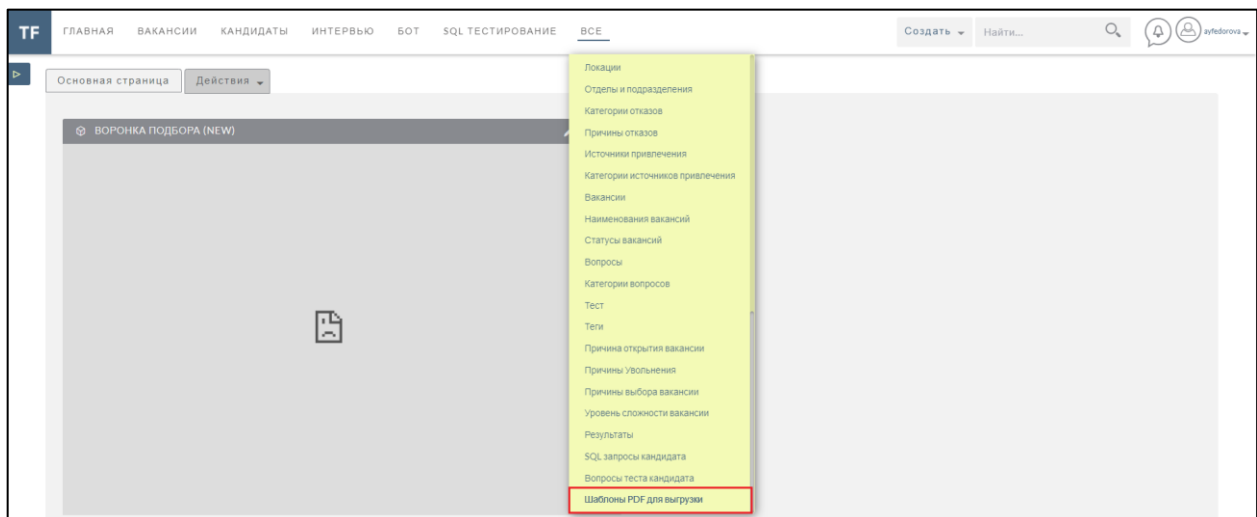 TF ГЛАВНАЯ ВАКАНСИИ КАНДИДАТЫ ИНТЕРВЬЮ БОТ SQL ТЕСТИРОВАНИЕ ВСЕ Создать Найти... ayfedorova
Основная страница Действия
ВОРОНКА ПОДБОРА (NEW)
Локации
Отделы и подразделения
Категории отказов
Причины отказов
Источники привлечения
Категории источников привлечения
Вакансии
Наименования вакансий
Статусы вакансий
Вопросы
Категории вопросов
Тест
Теги
Причина открытия вакансии
Причины Увольнения
Причины выбора вакансии
Уровень сложности вакансии
Результаты
SQL запросы кандидата
Вопросы теста кандидата
Шаблоны PDF для выгрузки